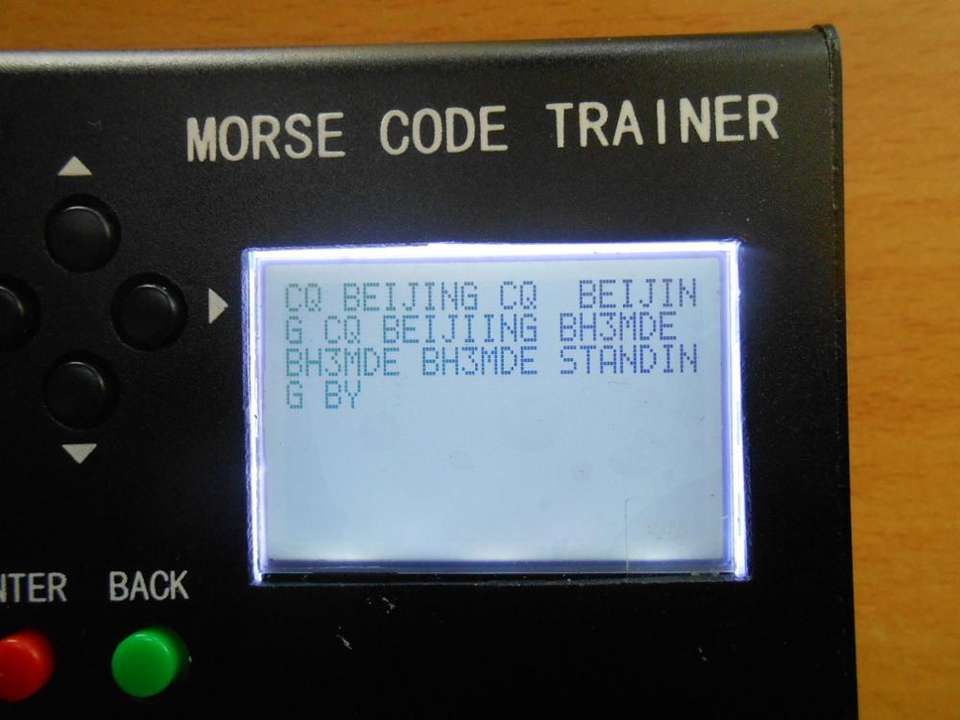 MORSE CODE TRAINER
CQ BEIJING CQ  BEIJIN
G CQ BEIJIING BH3MDE
BH3MDE BH3MDE STANDIN
G BY
NTER BACK